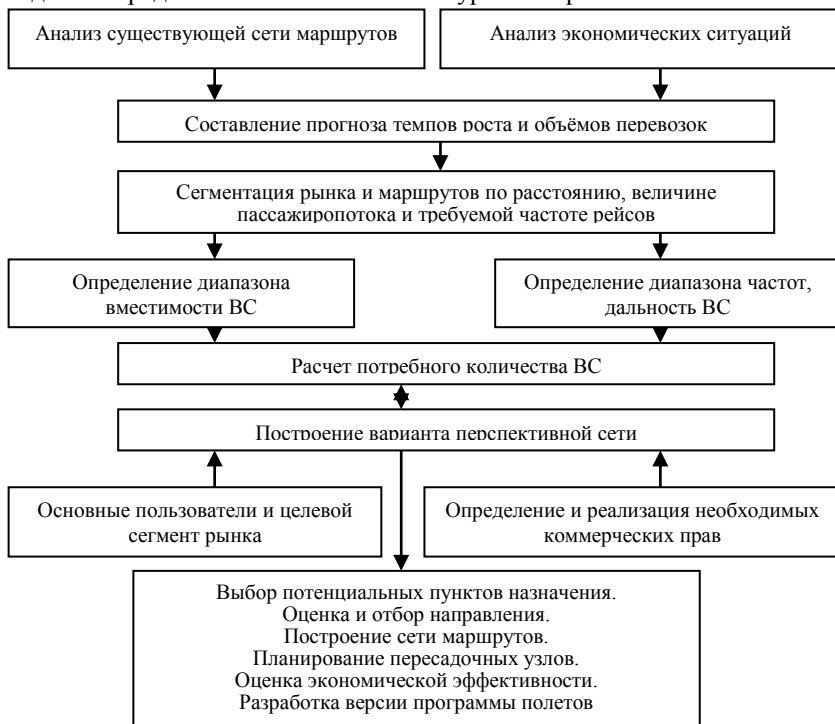 Анализ существующей сети маршрутов
Анализ экономических ситуаций
Составление прогноза темпов роста и объёмов перевозок
Сегментация рынка и маршрутов по расстоянию, величине
пассажиропотока и требуемой частоте рейсов
Определение диапазона
вместимости ВС
Определение диапазона частот,
дальность ВС
Расчет потребного количества ВС
Построение варианта перспективной сети
Основные пользователи и целевой
сегмент рынка
Определение и реализация необходимых
коммерческих прав
Выбор потенциальных пунктов назначения.
Оценка и отбор направления.
Построение сети маршрутов.
Планирование пересадочных узлов.
Оценка экономической эффективности.
Разработка версии программы полетов